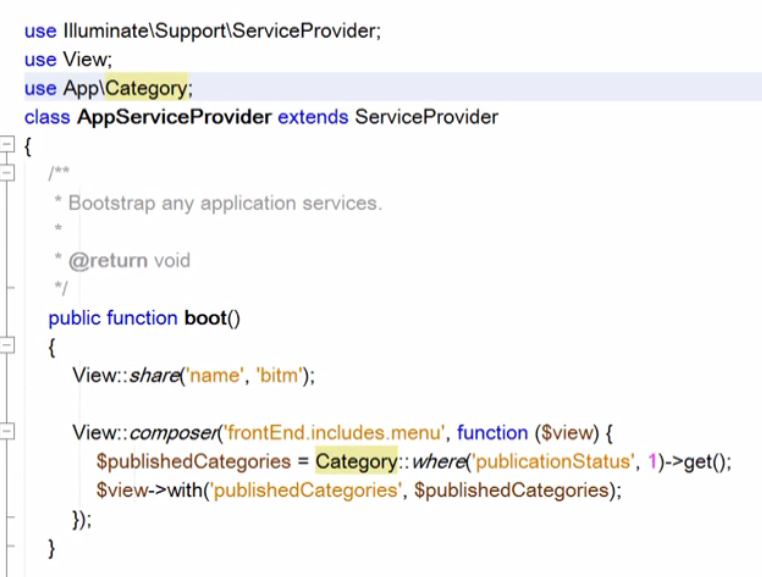 use Illuminate\Support\ServiceProvider;
use View;
use App\Category;
class AppServiceProvider extends ServiceProvider
{
/**
* Bootstrap any application services.
*
* @return void
*/
public function boot()
{
View::share('name', 'bitm');
View::composer('frontEnd.includes.menu', function ($view) {
$publishedCategories = Category::where('publicationStatus', 1)->get();
$view->with('publishedCategories', $publishedCategories);
});
}